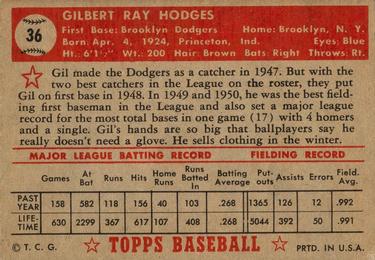 36
GILBERT RAY HODGES
First Base: Brooklyn Dodgers Home: Brooklyn, N. Y.
Born: Apr. 4, 1924, Princeton, Ind. Eyes: Blue
Ht.: 6'1½" Wt.: 200 Hair: Brown Bats: Right Throws: Rt.
Gil made the Dodgers as a catcher in 1947. But with the
two best catchers in the League on the roster, they put
Gil on first base in 1948. In 1949 and 1950, he was the best field-
ing first baseman in the League and also set a major league
record for the most total bases in one game (17) with 4 homers
and a single. Gil's hands are so big that ballplayers say he
really doesn't need a glove. He sells clothing in the winter.
MAJOR LEAGUE BATTING RECORD FIELDING RECORD
Games At Bat Runs Hits Home Runs Runs Batted In Batting Average Put-outs Assists Errors Field. Av.
PAST YEAR 158 582 118 156 40 103 .268 1365 126 12 .992
LIFE-TIME 630 2299 367 617 108 408 .268 5044 392 50 .991
© T. C. G. TOPPS BASEBALL PRTD. IN U.S.A.